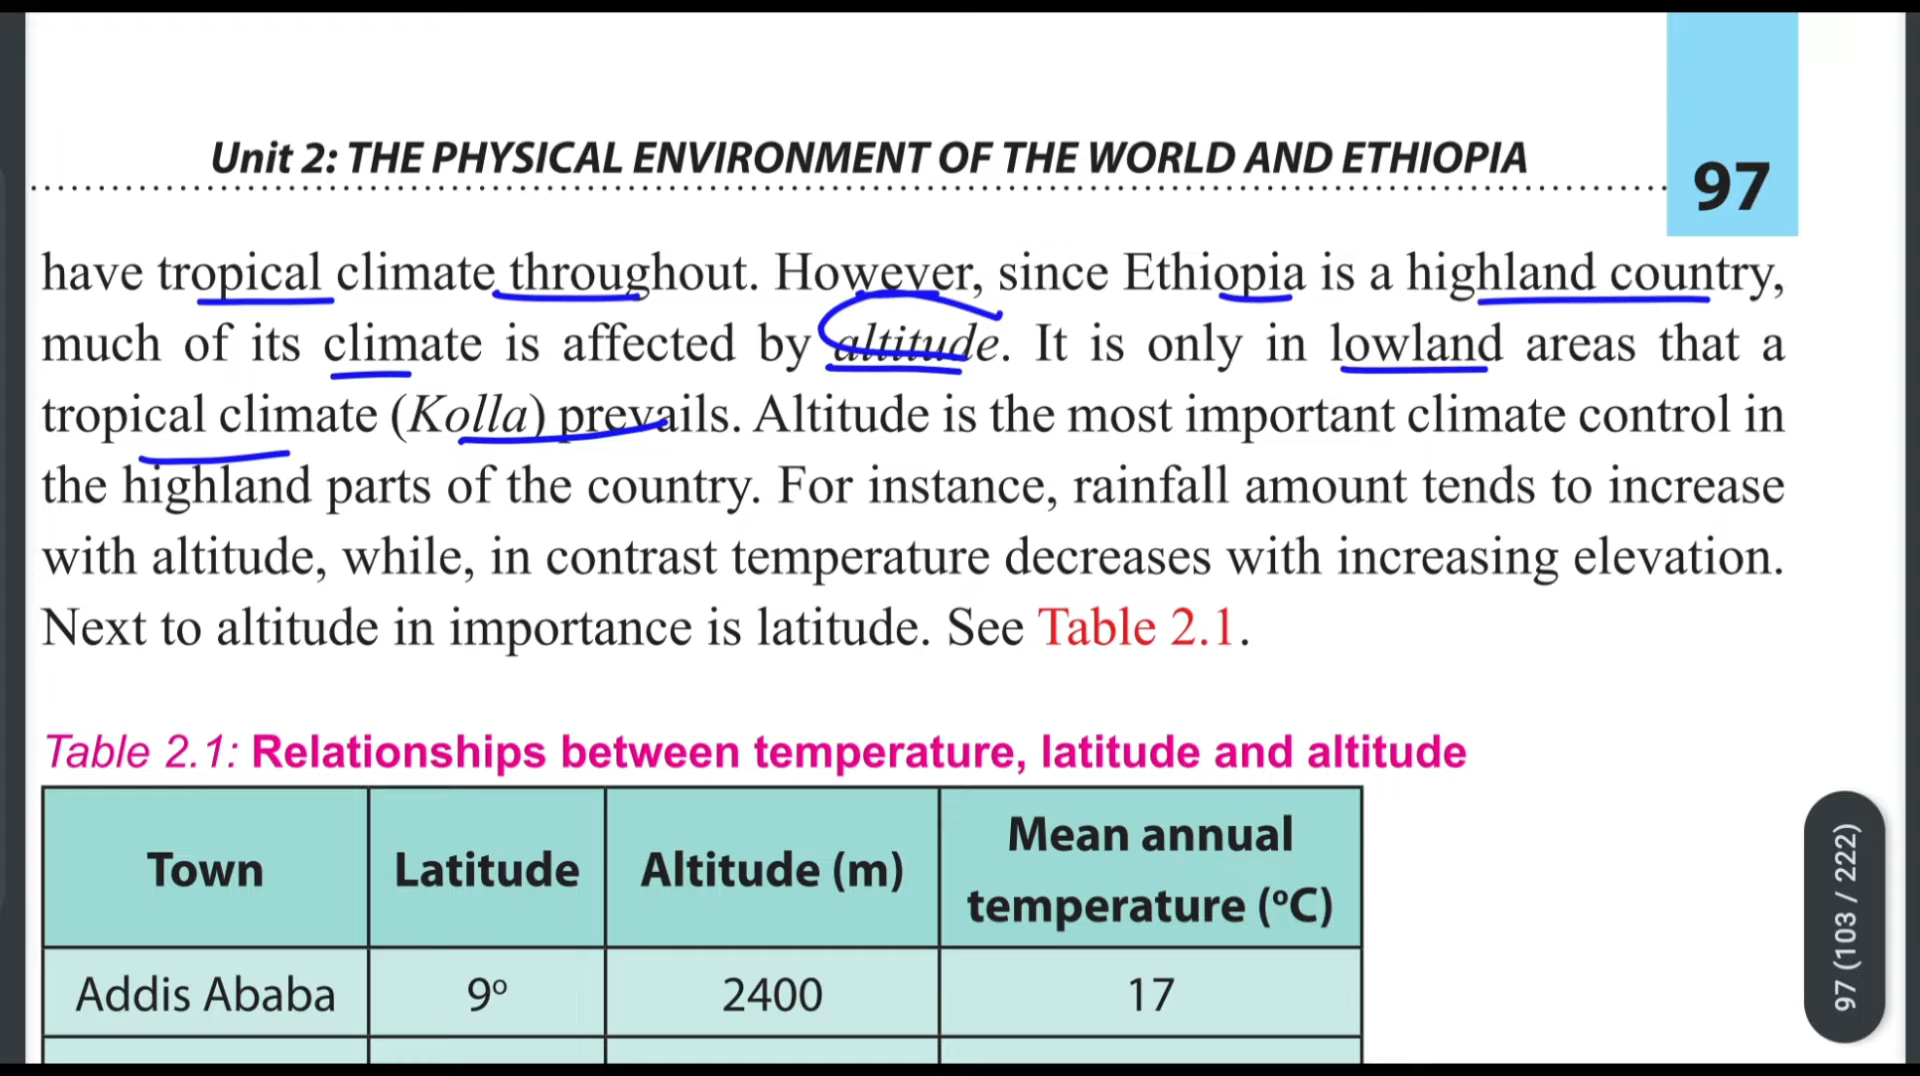 Unit 2: THE PHYSICAL ENVIRONMENT OF THE WORLD AND ETHIOPIA
97
have tropical climate throughout. However, since Ethiopia is a highland country,
much of its climate is affected by altitude. It is only in lowland areas that a
tropical climate (Kolla) prevails. Altitude is the most important climate control in
the highland parts of the country. For instance, rainfall amount tends to increase
with altitude, while, in contrast temperature decreases with increasing elevation.
Next to altitude in importance is latitude. See Table 2.1.
Table 2.1: Relationships between temperature, latitude and altitude
Town Latitude Altitude (m) Mean annual
temperature (ºC)
Addis Ababa 9º 2400 17
97 (103 / 222)